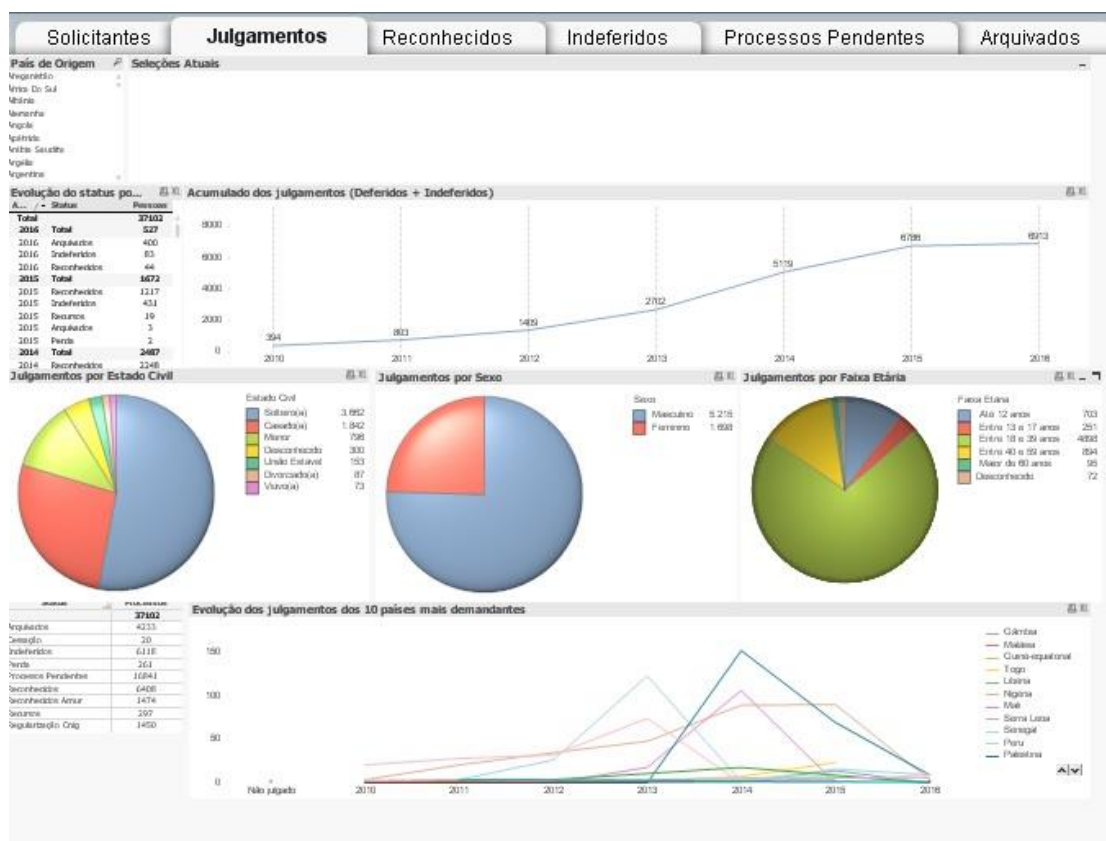 Solicitantes Julgamentos Reconhecidos Indeferidos Processos Pendentes Arquivados
País de Origem Seleções Atuais
Afeganistão
África Do Sul
Albânia
Alemanha
Angola
Apátrida
Arábia Saudita
Argélia
Argentina
Evolução do status po... Acumulado dos julgamentos (Deferidos + Indeferidos)
A... Status Pessoas
Total 37102
2016 Total 527
2016 Arquivados 400
2016 Indeferidos 83
2016 Reconhecidos 44
2015 Total 1672
2015 Reconhecidos 1217
2015 Indeferidos 431
2015 Recursos 19
2015 Arquivados 3
2015 Perda 2
2014 Total 2487
2014 Reconhecidos 2248
8000
6000
4000
2000
0
394 803 1409 2702 5119 6786 6913
2010 2011 2012 2013 2014 2015 2016
Julgamentos por Estado Civil
Estado Civil
Solteiro(a) 3.662
Casado(a) 1.842
Menor 796
Desconhecido 300
União Estável 153
Divorciado(a) 87
Viúvo(a) 73
Julgamentos por Sexo
Sexo
Masculino 5.215
Feminino 1.698
Julgamentos por Faixa Etária
Faixa Etária
Até 12 anos 703
Entre 13 e 17 anos 251
Entre 18 e 39 anos 4898
Entre 40 e 59 anos 894
Maior de 60 anos 95
Desconhecido 72
Status Processos
37102
Arquivados 4233
Cessação 20
Indeferidos 6118
Perda 261
Processos Pendentes 16841
Reconhecidos 6408
Reconhecidos Acnur 1474
Recursos 297
Regularização Cnig 1450
Evolução dos julgamentos dos 10 países mais demandantes
150
100
50
0
Não julgado 2010 2011 2012 2013 2014 2015 2016
Gâmbia
Malásia
Guiné-equatorial
Togo
Libéria
Nigéria
Mali
Serra Leoa
Senegal
Peru
Palestina